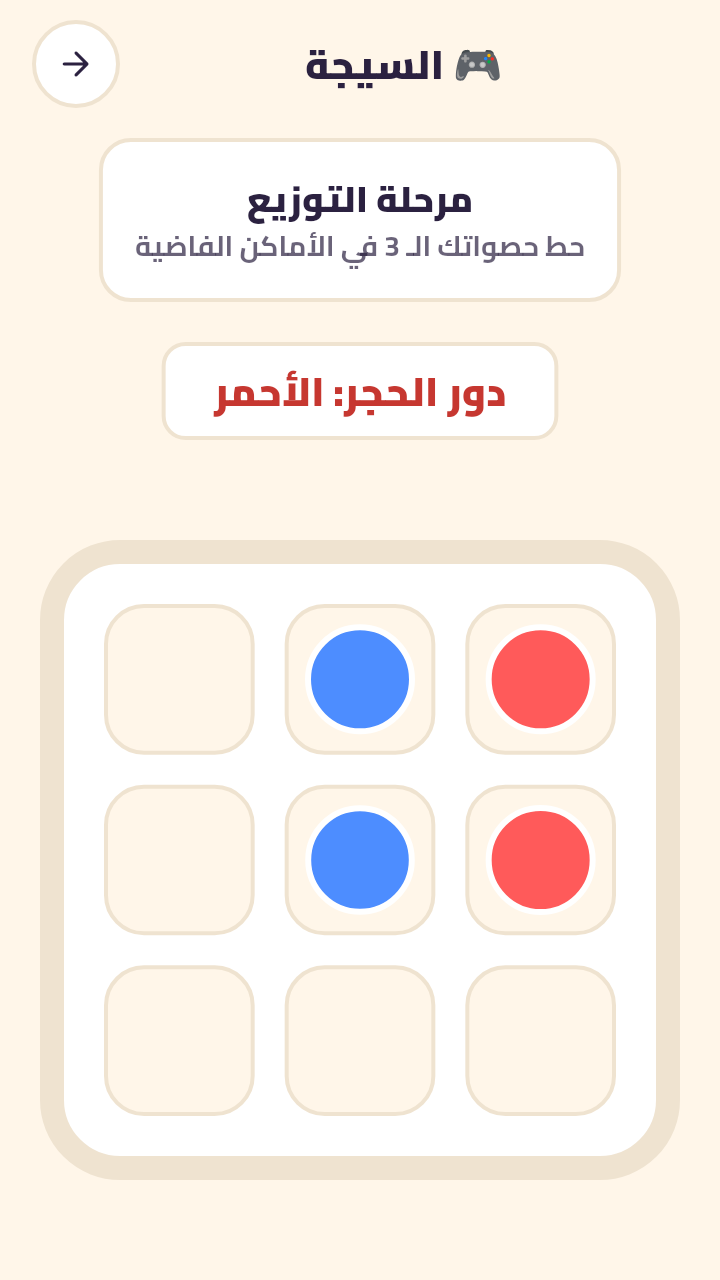 🎮 السيجة
مرحلة التوزيع
حط حصواتك الـ 3 في الأماكن الفاضية
دور الحجر: الأحمر